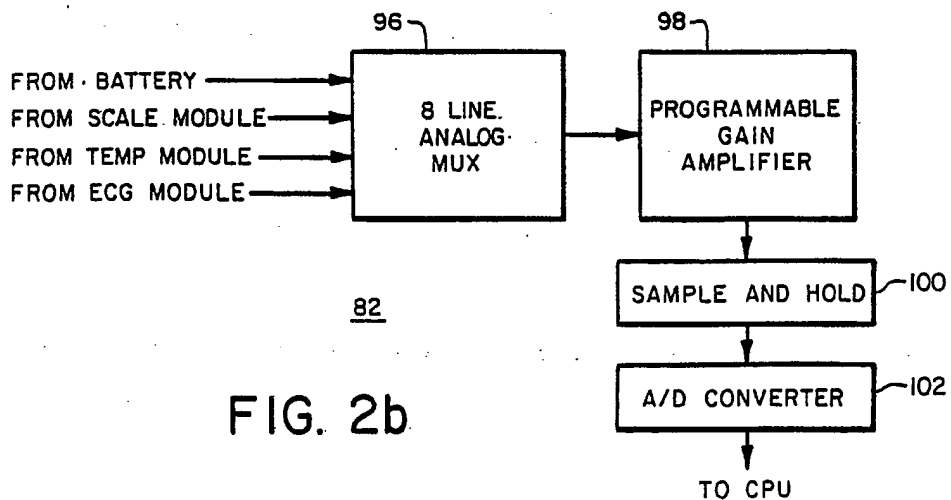 96
98
FROM BATTERY
FROM SCALE MODULE
FROM TEMP MODULE
FROM ECG MODULE
8 LINE
ANALOG
MUX
PROGRAMMABLE
GAIN
AMPLIFIER
SAMPLE AND HOLD
100
82
A/D CONVERTER
102
FIG. 2b
TO CPU